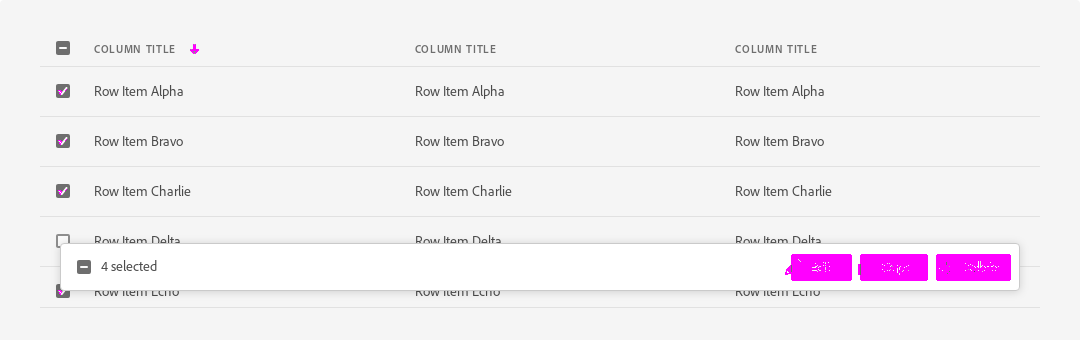 COLUMN TITLE COLUMN TITLE COLUMN TITLE
Row Item Alpha Row Item Alpha Row Item Alpha
Row Item Bravo Row Item Bravo Row Item Bravo
Row Item Charlie Row Item Charlie Row Item Charlie
Row Item Delta Row Item Delta Row Item Delta
4 selected Edit Copy Delete
Row Item Echo Row Item Echo Row Item Echo